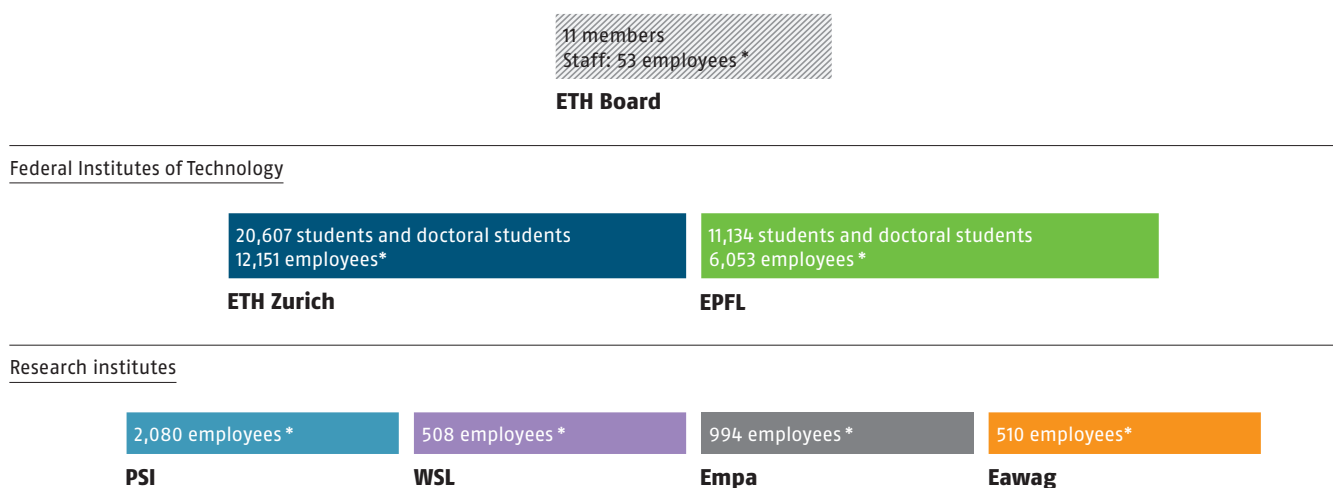 11 members
Staff: 53 employees *
ETH Board
Federal Institutes of Technology
20,607 students and doctoral students
12,151 employees*
ETH Zurich
11,134 students and doctoral students
6,053 employees *
EPFL
Research institutes
2,080 employees *
PSI
508 employees *
WSL
994 employees *
Empa
510 employees*
Eawag